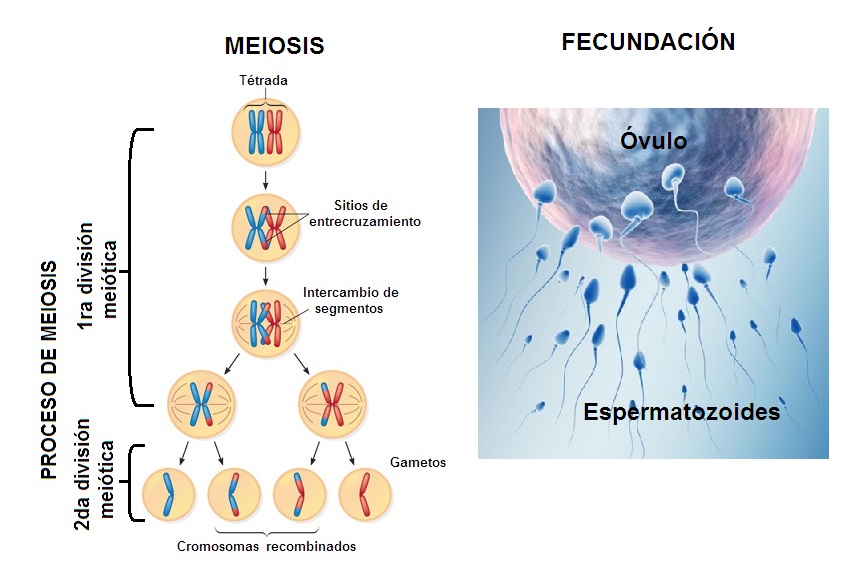 MEIOSIS
Tétrada
Sitios de
entrecruzamiento
Intercambio de
segmentos
Gametos
Cromosomas recombinados
PROCESO DE MEIOSIS
1ra división
meiótica
2da división
meiótica
FECUNDACIÓN
Óvulo
Espermatozoides